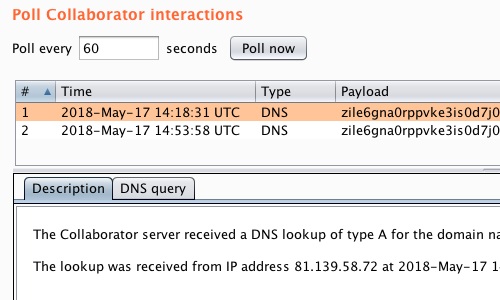 Poll Collaborator interactions
Poll every 60 seconds Poll now
# Time Type Payload
1 2018-May-17 14:18:31 UTC DNS zile6gna0rppvke3is0d7j0
2 2018-May-17 14:53:58 UTC DNS zile6gna0rppvke3is0d7j0
Description DNS query
The Collaborator server received a DNS lookup of type A for the domain na
The lookup was received from IP address 81.139.58.72 at 2018-May-17 1